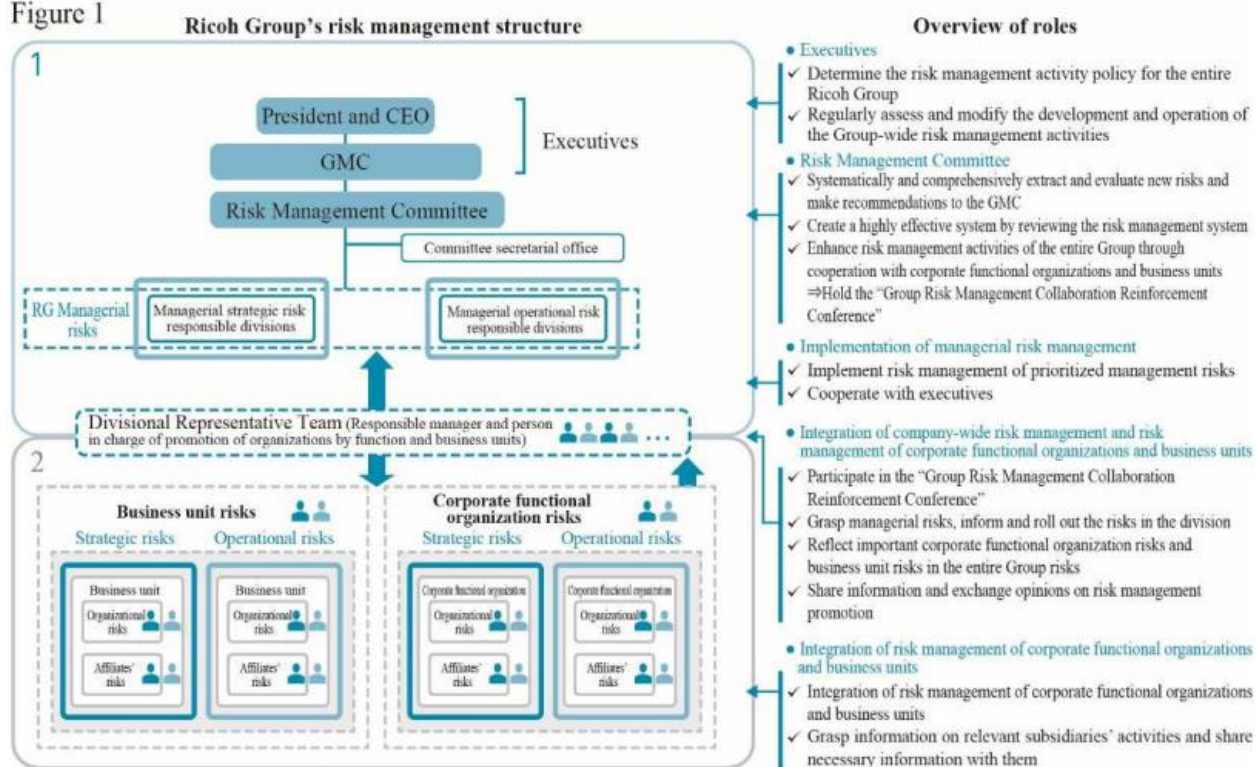 Figure 1
Ricoh Group's risk management structure
1
President and CEO
GMC
Executives
Risk Management Committee
Committee secretarial office
RG Managerial
risks
Managerial strategic risk
responsible divisions
Managerial operational risk
responsible divisions
Divisional Representative Team (Responsible manager and person
in charge of promotion of organizations by function and business units)
...
2
Business unit risks
Strategic risks
Operational risks
Business unit
Organizational
risks
Affiliates'
risks
Business unit
Organizational
risks
Affiliates'
risks
Corporate functional
organization risks
Strategic risks
Operational risks
Corporate functional organization
Organizational
risks
Affiliates'
risks
Corporate functional organization
Organizational
risks
Affiliates'
risks
Overview of roles
● Executives
✓ Determine the risk management activity policy for the entire
Ricoh Group
✓ Regularly assess and modify the development and operation of
the Group-wide risk management activities
● Risk Management Committee
✓ Systematically and comprehensively extract and evaluate new risks and
make recommendations to the GMC
✓ Create a highly effective system by reviewing the risk management system
✓ Enhance risk management activities of the entire Group through
cooperation with corporate functional organizations and business units
⇒Hold the "Group Risk Management Collaboration Reinforcement
Conference"
● Implementation of managerial risk management
✓ Implement risk management of prioritized management risks
✓ Cooperate with executives
● Integration of company-wide risk management and risk
management of corporate functional organizations and business units
✓ Participate in the "Group Risk Management Collaboration
Reinforcement Conference"
✓ Grasp managerial risks, inform and roll out the risks in the division
✓ Reflect important corporate functional organization risks and
business unit risks in the entire Group risks
✓ Share information and exchange opinions on risk management
promotion
● Integration of risk management of corporate functional organizations
and business units
✓ Integration of risk management of corporate functional organizations
and business units
✓ Grasp information on relevant subsidiaries' activities and share
necessary information with them